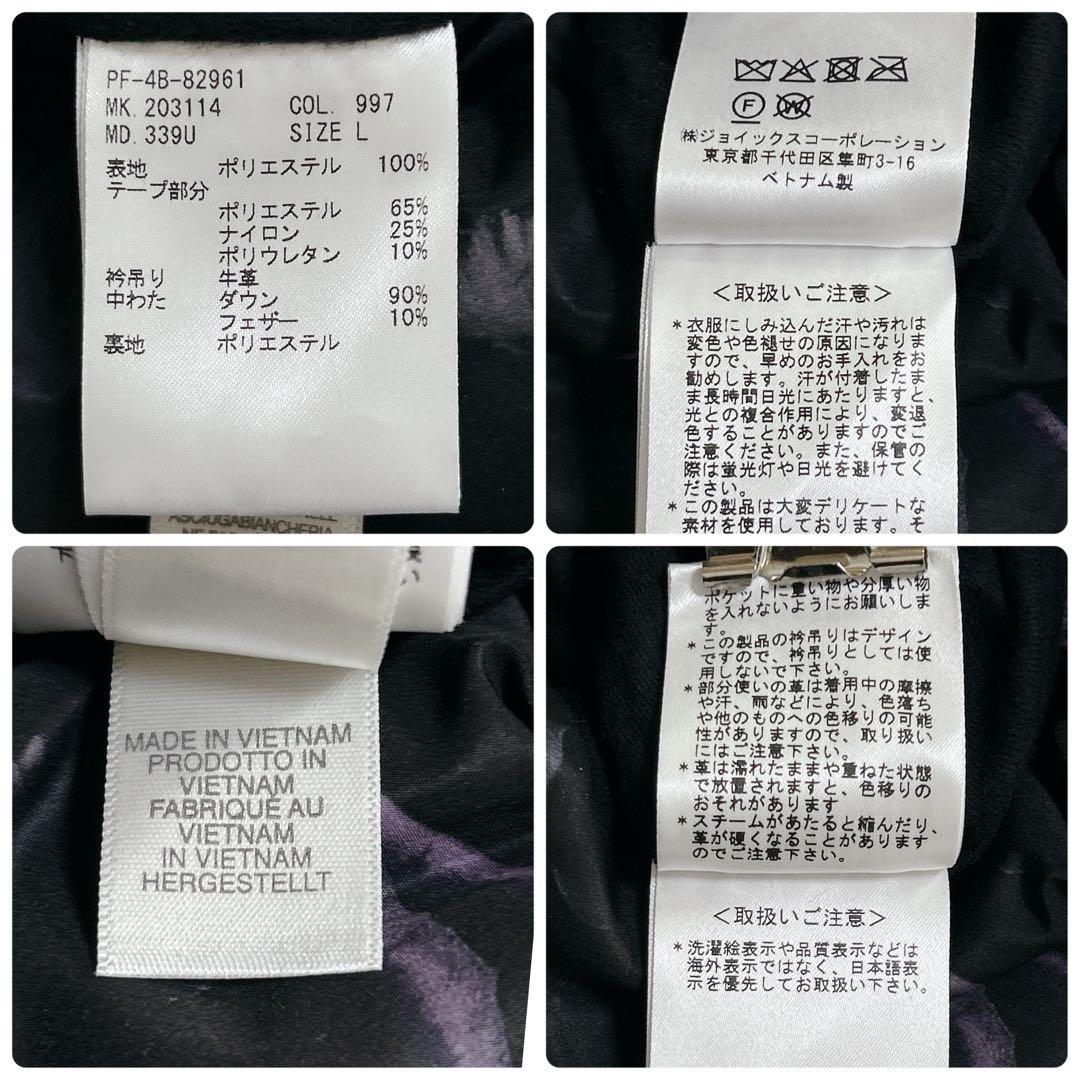 PF-4B-82961
MK. 203114 COL. 997
MD. 339U SIZE L
表地 ポリエステル 100%
テープ部分
ポリエステル 65%
ナイロン 25%
ポリウレタン 10%
衿吊り 牛革
中わた ダウン 90%
フェザー 10%
裏地 ポリエステル
ASCIUGABIANCHERIA
F
W
㈱ジョイックスコーポレーション
東京都千代田区隼町3-16
ベトナム製
＜取扱いご注意＞
*衣服にしみ込んだ汗や汚れは
変色や色褪せの原因になりま
すので、早めのお手入れをお
勧めします。汗が付着したま
ま長時間日光にあたりますと、
光との複合作用により、変退
色することがありますのでご
注意ください。また、保管の
際は蛍光灯や日光を避けてく
ださい。
*この製品は大変デリケートな
素材を使用しております。そ
MADE IN VIETNAM
PRODOTTO IN
VIETNAM
FABRIQUÉ AU
VIETNAM
IN VIETNAM
HERGESTELLT
ポケットに重い物や分厚い物
を入れないようにお願いしま
す。
*この製品の衿吊りはデザイン
ですので、衿吊りとしては使
用しないで下さい。
*部分使いの革は着用中の摩擦
や汗、雨などにより、色落ち
や他のものへの色移りの可能
性がありますので、取り扱い
にはご注意下さい。
*革は濡れたままや重ねた状態
で放置されますと、色移りの
おそれがあります
*スチームがあたると縮んだり、
革が硬くなることがあります
のでご注意下さい。
＜取扱いご注意＞
*洗濯絵表示や品質表示などは
海外表示ではなく、日本語表
示を優先してお取扱い下さい。